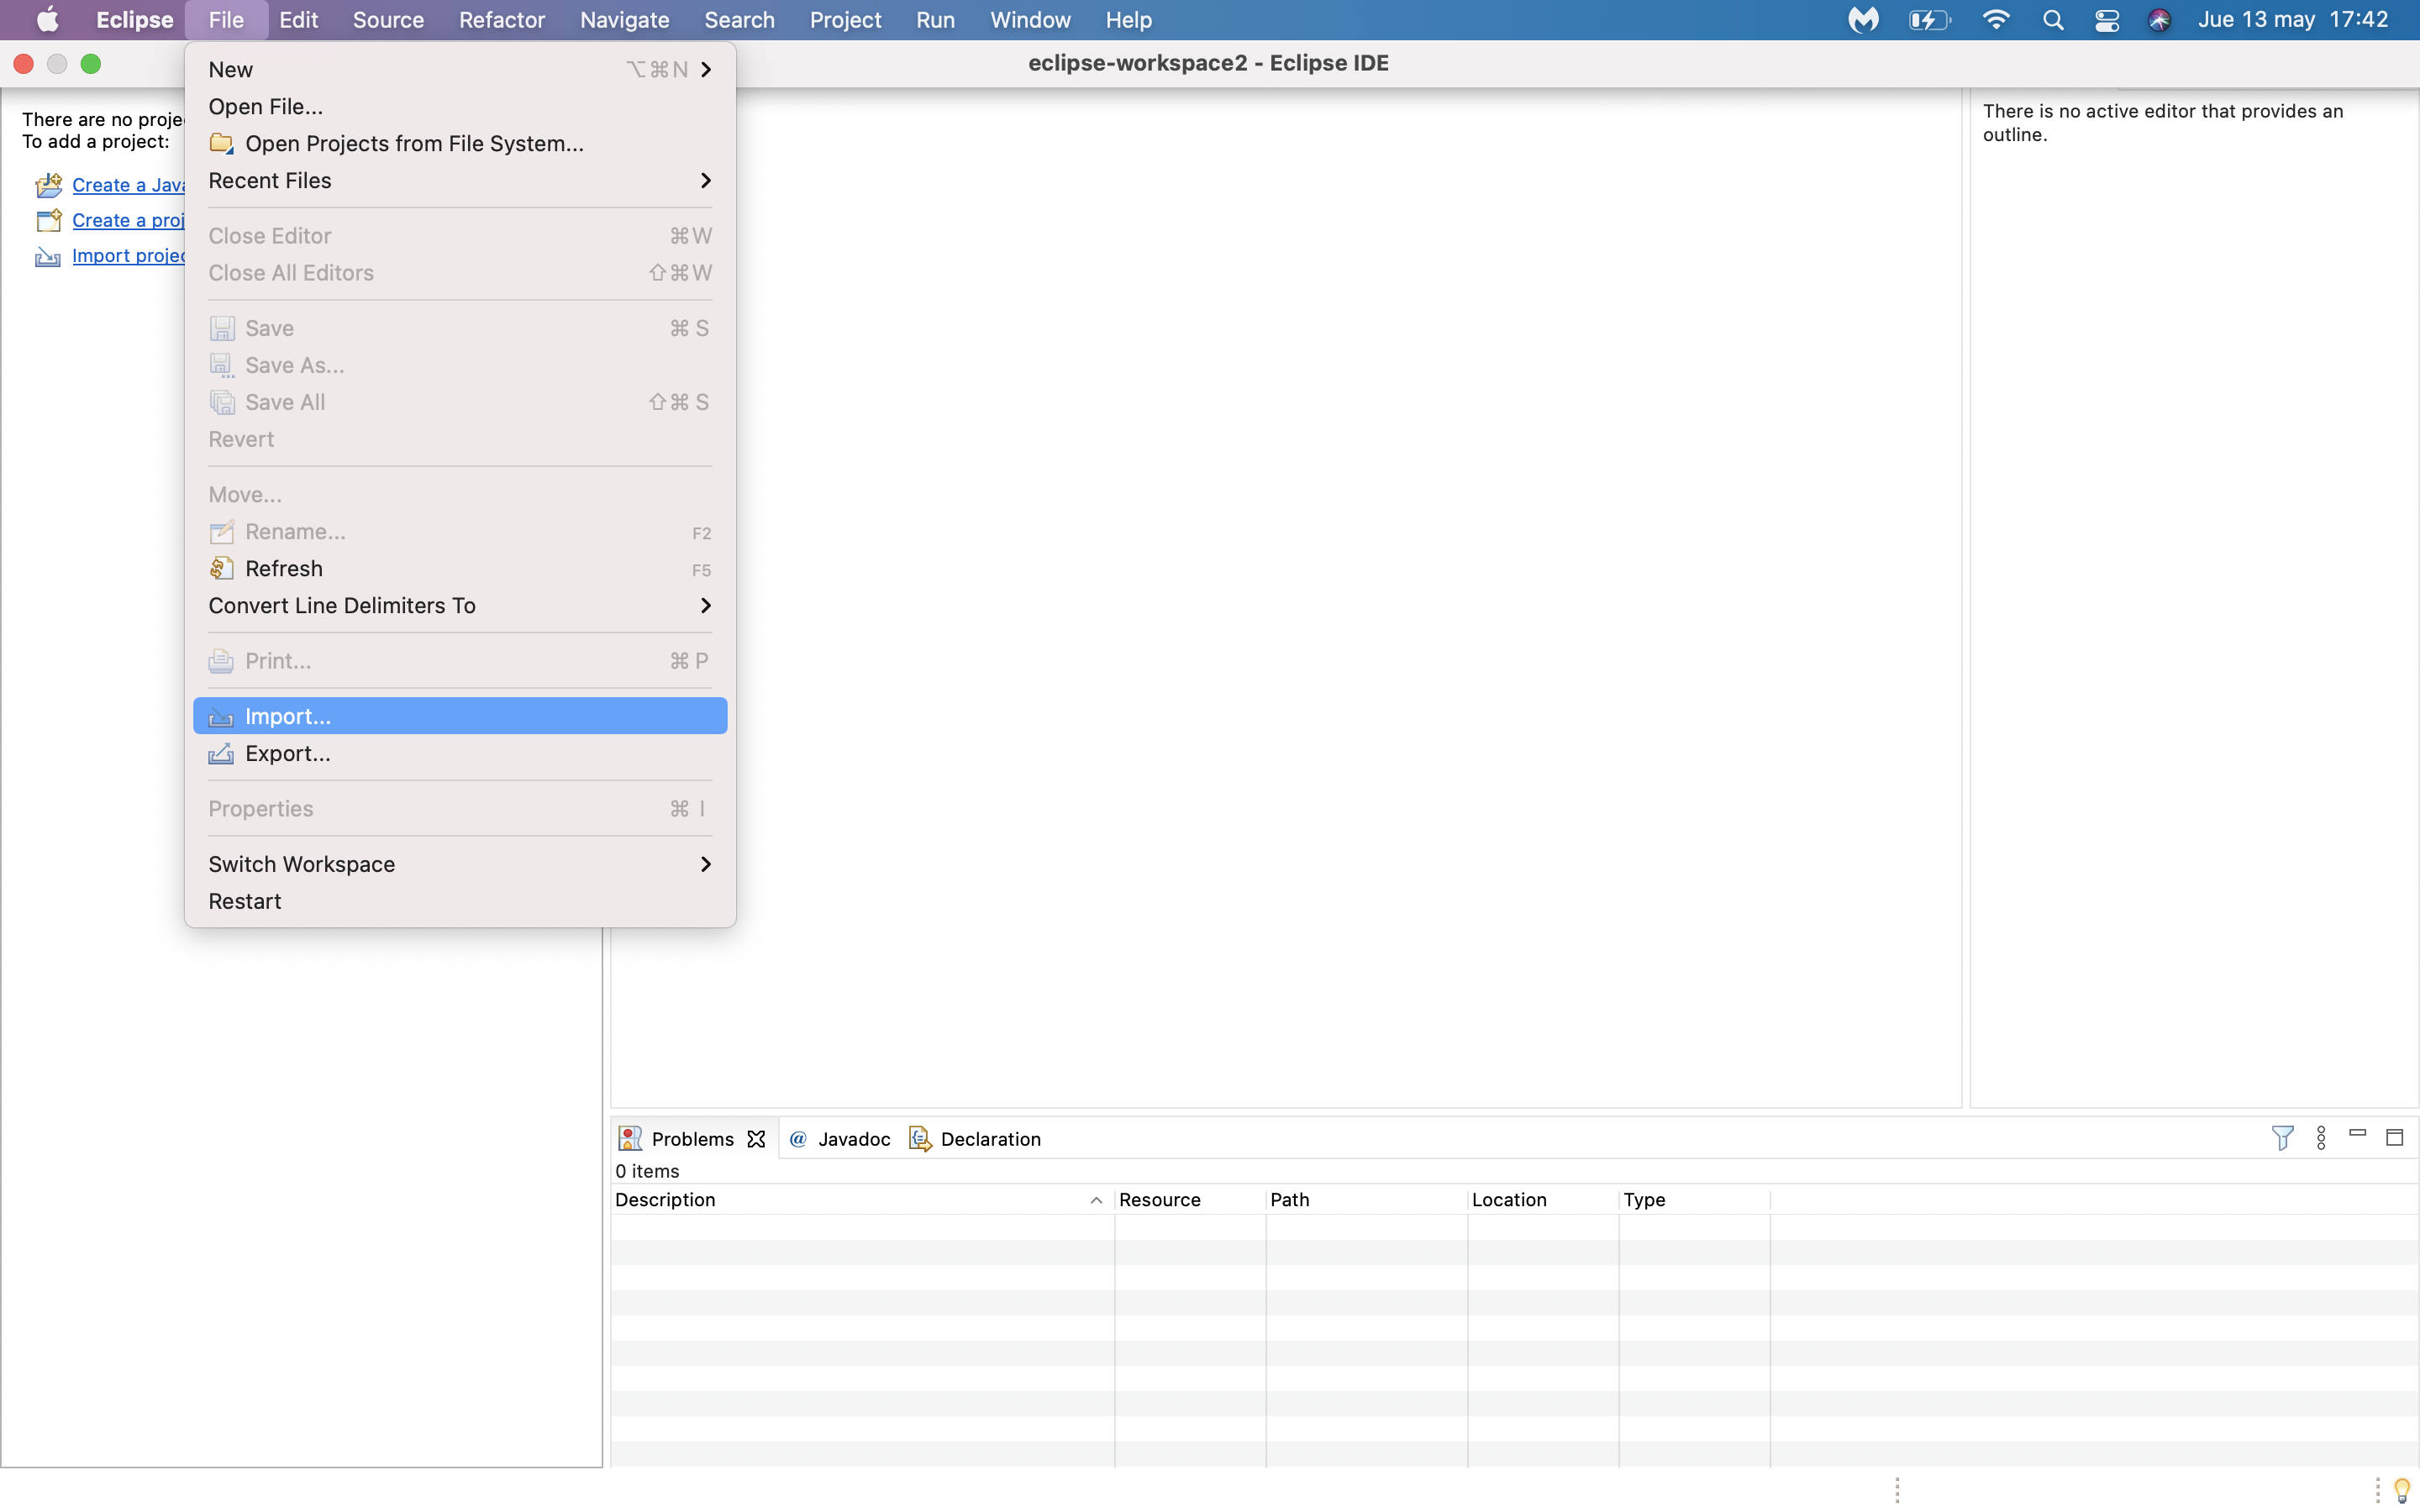 Eclipse File Edit Source Refactor Navigate Search Project Run Window Help Jue 13 may 17:42
eclipse-workspace2 - Eclipse IDE
There are no proje
To add a project:
Create a Java
Create a proj
Import projec
New ⌥⌘N
Open File...
Open Projects from File System...
Recent Files
Close Editor ⌘W
Close All Editors ⇧⌘W
Save ⌘S
Save As...
Save All ⇧⌘S
Revert
Move...
Rename... F2
Refresh F5
Convert Line Delimiters To
Print... ⌘P
Import...
Export...
Properties ⌘I
Switch Workspace
Restart
There is no active editor that provides an
outline.
Problems @ Javadoc Declaration
0 items
Description Resource Path Location Type